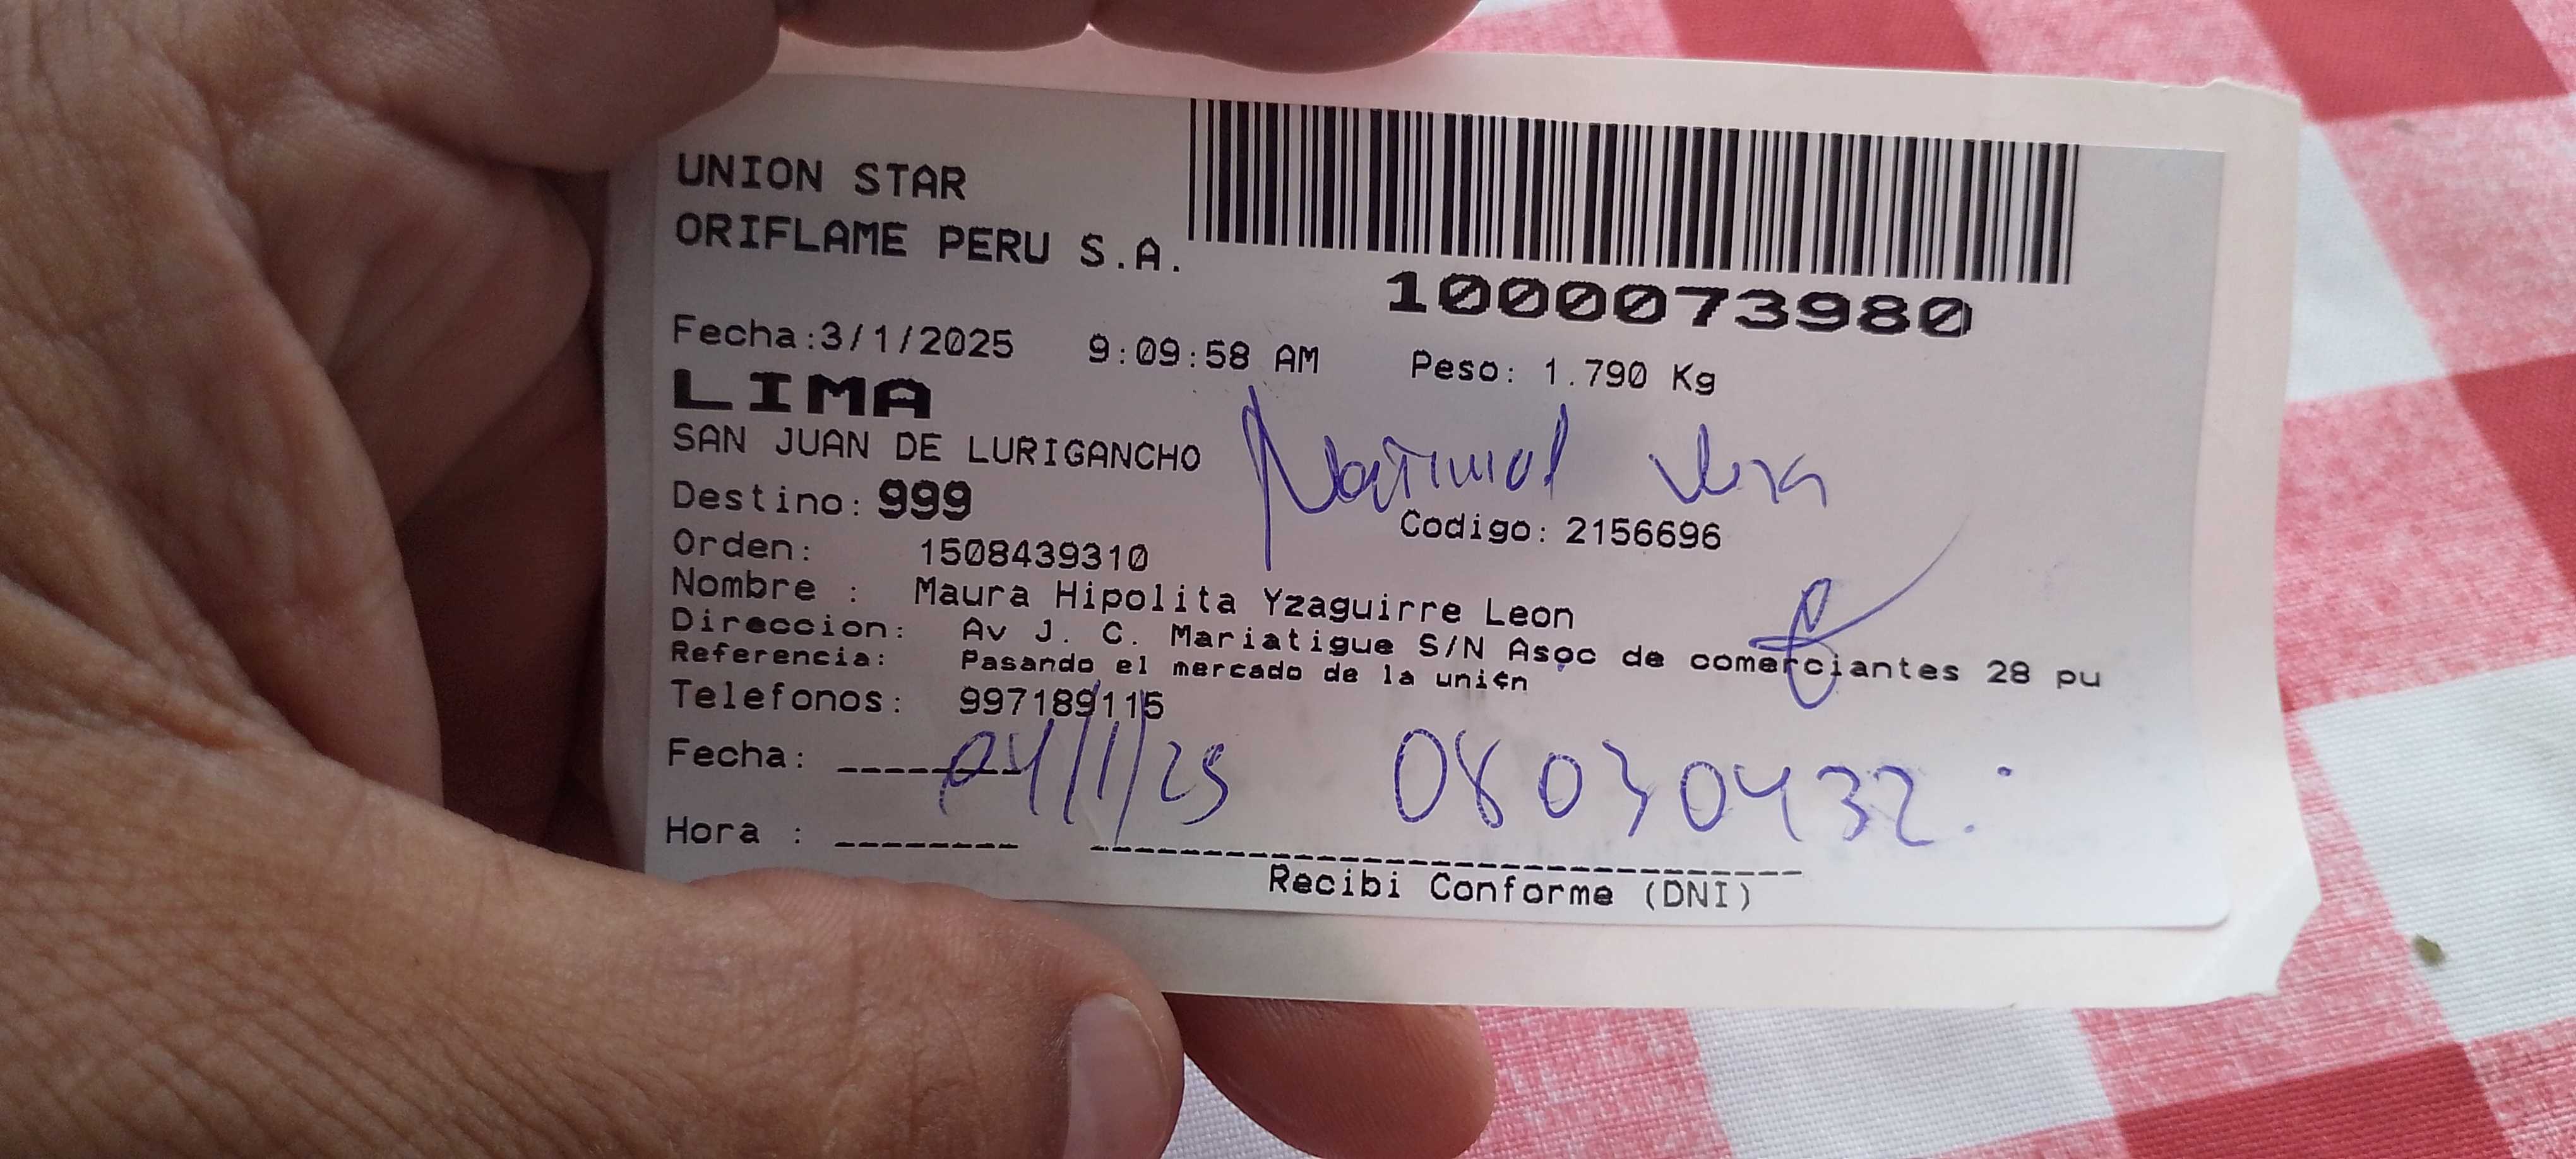 UNION STAR
ORIFLAME PERU S.A.
1000073980
Fecha:3/1/2025 9:09:58 AM Peso: 1.790 Kg
LIMA
SAN JUAN DE LURIGANCHO
Destino: 999
Codigo: 2156696
Orden: 1508439310
Nombre : Maura Hipolita Yzaguirre Leon
Direccion: Av J. C. Mariatigue S/N Asoc de comerciantes 28 pu
Referencia: Pasando el mercado de la uni¢n
Telefonos: 997189115
Fecha: 04/1/25 08030432
Hora :
Recibi Conforme (DNI)